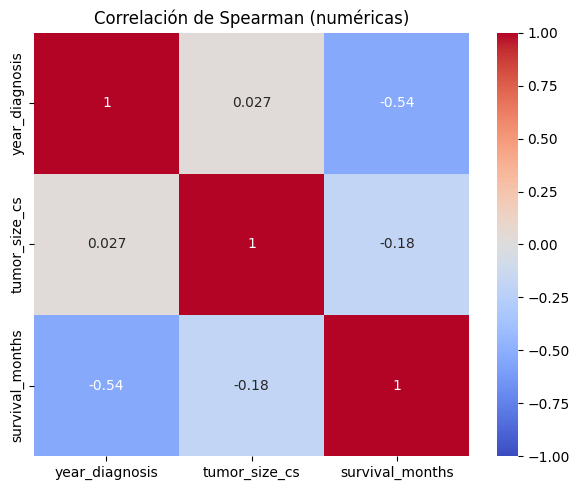 Correlação de Spearman (numéricas)
year_diagnosis
1
0.027
-0.54
tumor_size_cs
0.027
1
-0.18
survival_months
-0.54
-0.18
1
year_diagnosis
tumor_size_cs
survival_months
1.00
0.75
0.50
0.25
0.00
−0.25
−0.50
−0.75
−1.00